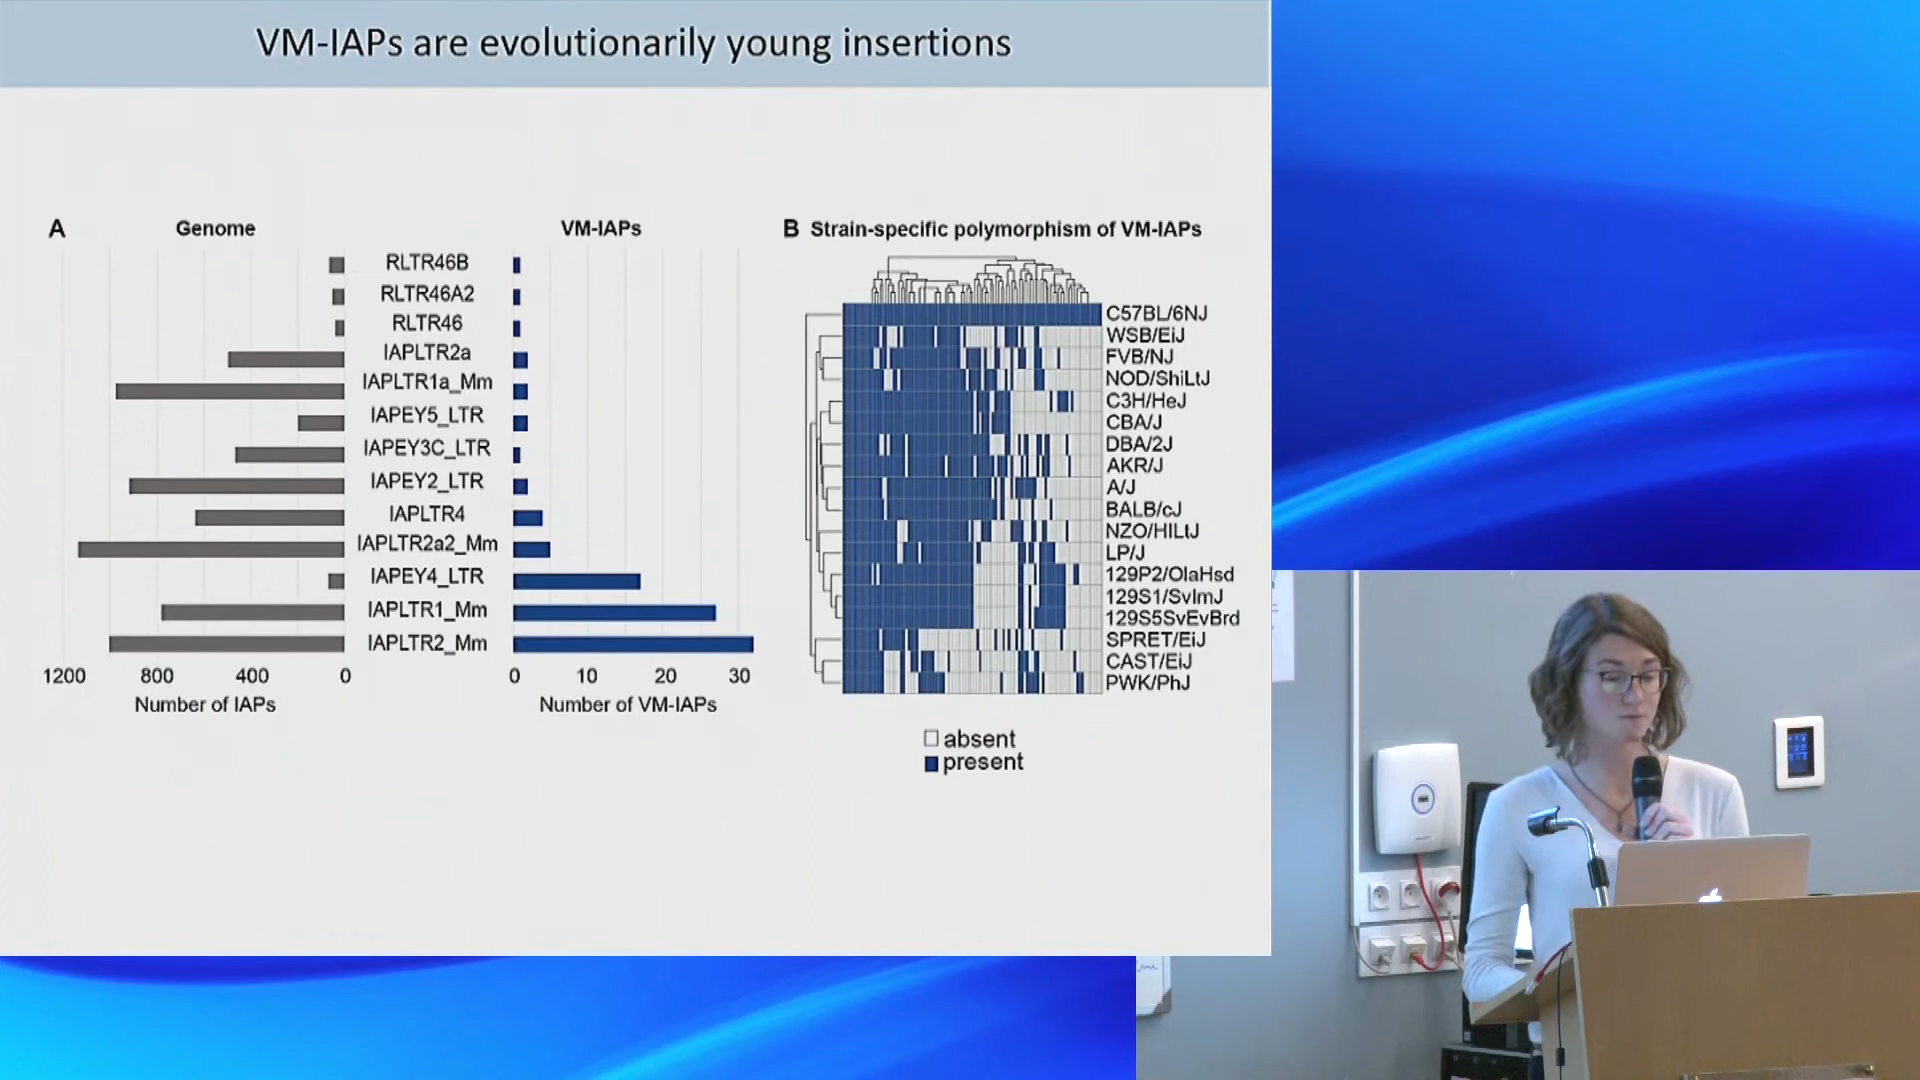 VM-IAPs are evolutionarily young insertions
A
Genome
VM-IAPs
RLTR46B
RLTR46A2
RLTR46
IAPLTR2a
IAPLTR1a_Mm
IAPEY5_LTR
IAPEY3C_LTR
IAPEY2_LTR
IAPLTR4
IAPLTR2a2_Mm
IAPEY4_LTR
IAPLTR1_Mm
IAPLTR2_Mm
1200 800 400 0
0 10 20 30
Number of IAPs
Number of VM-IAPs
B Strain-specific polymorphism of VM-IAPs
C57BL/6NJ
WSB/EiJ
FVB/NJ
NOD/ShiLtJ
C3H/HeJ
CBA/J
DBA/2J
AKR/J
A/J
BALB/cJ
NZO/HILtJ
LP/J
129P2/OlaHsd
129S1/SvImJ
129S5SvEvBrd
SPRET/EiJ
CAST/EiJ
PWK/PhJ
absent
present